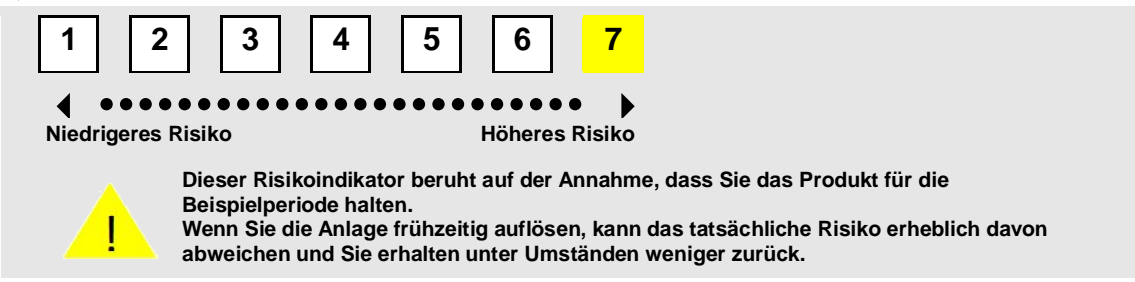 1 2 3 4 5 6 7
Niedrigeres Risiko Höheres Risiko
Dieser Risikoindikator beruht auf der Annahme, dass Sie das Produkt für die
Beispielperiode halten.
! Wenn Sie die Anlage frühzeitig auflösen, kann das tatsächliche Risiko erheblich davon
abweichen und Sie erhalten unter Umständen weniger zurück.